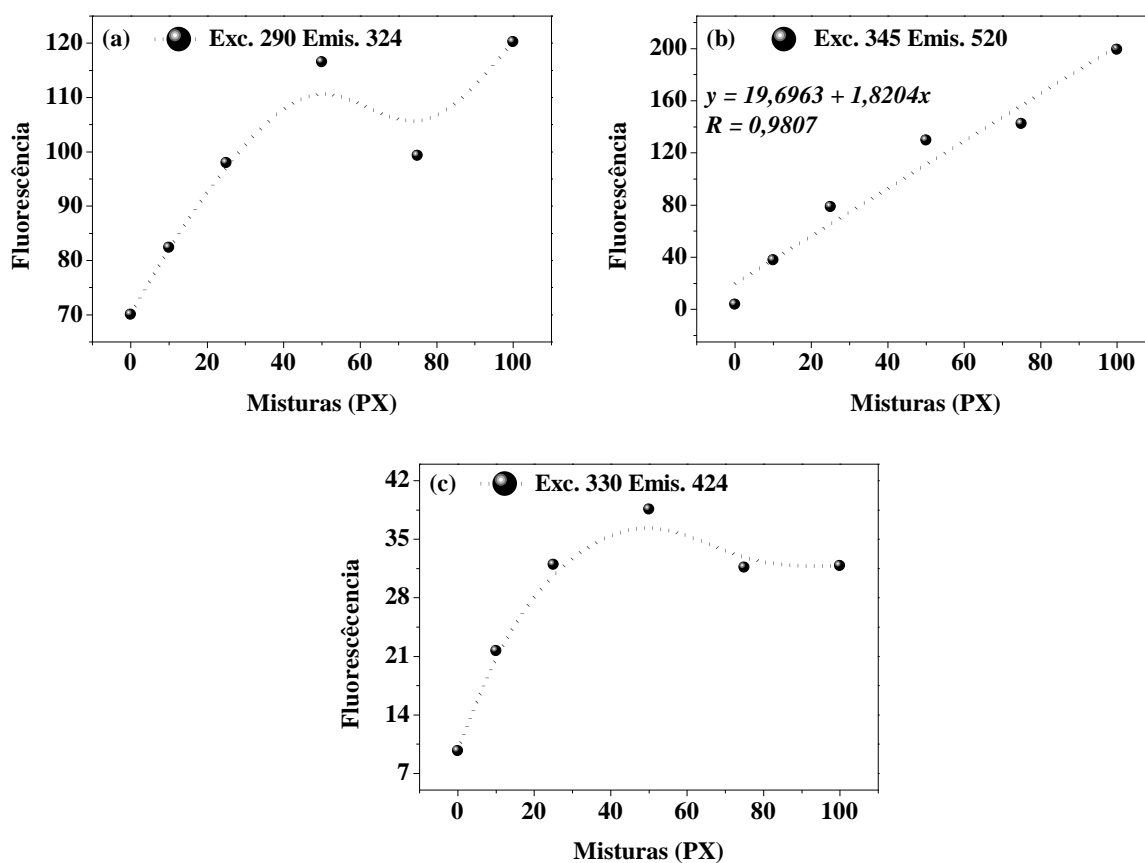 (a) Exc. 290 Emis. 324
120
110
100
90
80
70
Fluorescência
0 20 40 60 80 100
Misturas (PX)
(b) Exc. 345 Emis. 520
y = 19,6963 + 1,8204x
R = 0,9807
200
160
120
80
40
0
Fluorescência
0 20 40 60 80 100
Misturas (PX)
(c) Exc. 330 Emis. 424
42
35
28
21
14
7
Fluorescêcencia
0 20 40 60 80 100
Misturas (PX)